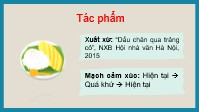 Tác phẩm
Xuất xứ: "Dấu chân qua trảng
cỏ", NXB Hội nhà văn Hà Nội,
2015
Mạch cảm xúc: Hiện tại →
Quá khứ → Hiện tại